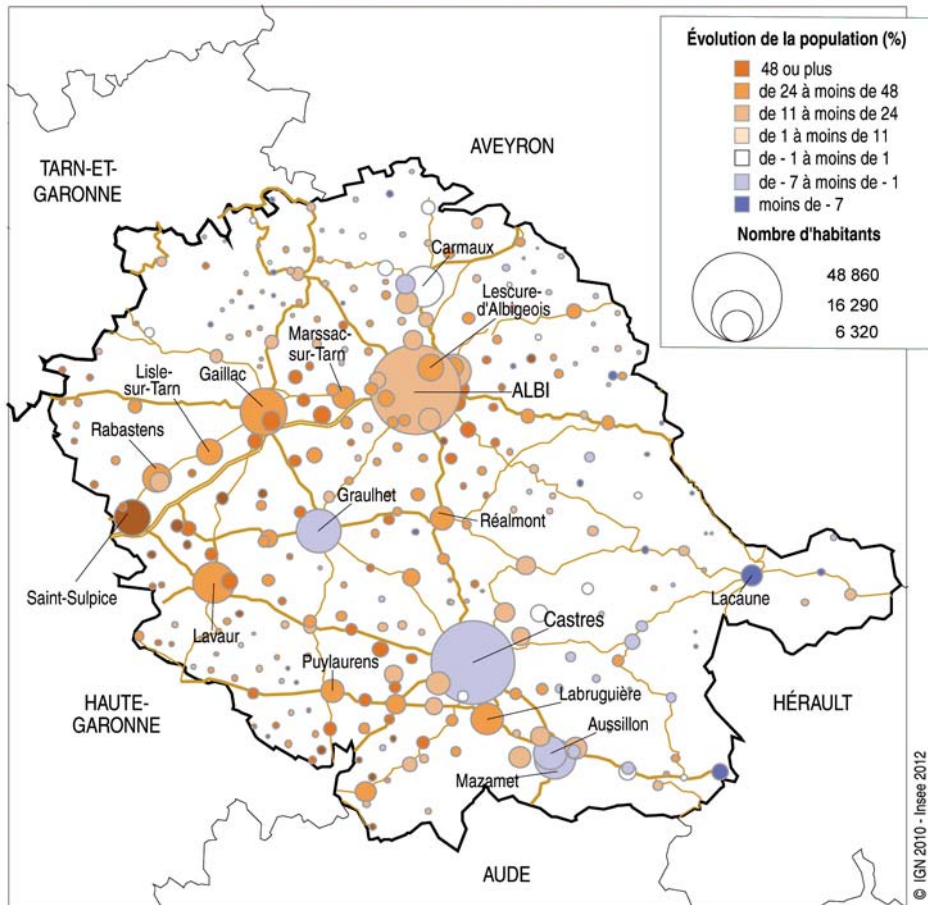 Évolution de la population (%)
48 ou plus
de 24 à moins de 48
de 11 à moins de 24
de 1 à moins de 11
de - 1 à moins de 1
de - 7 à moins de - 1
moins de - 7
Nombre d'habitants
48 860
16 290
6 320
AVEYRON
TARN-ET-
GARONNE
Carmaux
Lescure-
d'Albigeois
Marssac-
sur-Tarn
Lisle-
sur-Tarn
Gaillac
ALBI
Rabastens
Graulhet
Réalmont
Saint-Sulpice
Lacaune
Castres
Lavaur
Puylaurens
Labruguière
HAUTE-
GARONNE
HÉRAULT
Aussillon
Mazamet
AUDE
© IGN 2010 - Insee 2012